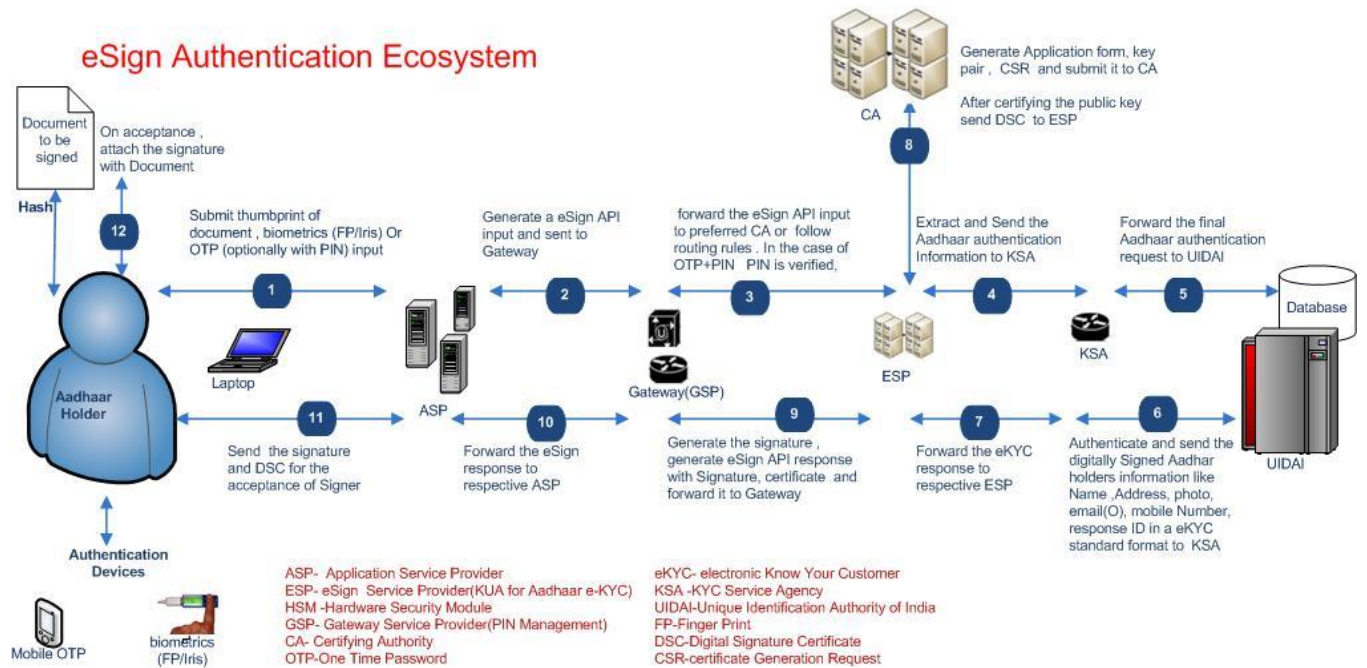 eSign Authentication Ecosystem
Document
to be
signed
On acceptance ,
attach the signature
with Document
Hash
12
Submit thumbprint of
document , biometrics (FP/Iris) Or
OTP (optionally with PIN) input
1
Laptop
Generate a eSign API
input and sent to
Gateway
2
ASP
forward the eSign API input
to preferred CA or follow
routing rules . In the case of
OTP+PIN PIN is verified,
3
Gateway(GSP)
CA
Generate Application form, key
pair , CSR and submit it to CA
After certifying the public key
send DSC to ESP
8
Extract and Send the
Aadhaar authentication
Information to KSA
4
ESP
Forward the final
Aadhaar authentication
request to UIDAI
5
KSA
Database
UIDAI
Aadhaar
Holder
11
Send the signature
and DSC for the
acceptance of Signer
10
Forward the eSign
response to
respective ASP
9
Generate the signature ,
generate eSign API response
with Signature, certificate and
forward it to Gateway
7
Forward the eKYC
response to
respective ESP
6
Authenticate and send the
digitally Signed Aadhar
holders information like
Name ,Address, photo,
email(O), mobile Number,
response ID in a eKYC
standard format to KSA
Authentication
Devices
Mobile OTP
biometrics
(FP/Iris)
ASP- Application Service Provider
ESP- eSign Service Provider(KUA for Aadhaar e-KYC)
HSM -Hardware Security Module
GSP- Gateway Service Provider(PIN Management)
CA- Certifying Authority
OTP-One Time Password
eKYC- electronic Know Your Customer
KSA -KYC Service Agency
UIDAI-Unique Identification Authority of India
FP-Finger Print
DSC-Digital Signature Certificate
CSR-certificate Generation Request
U